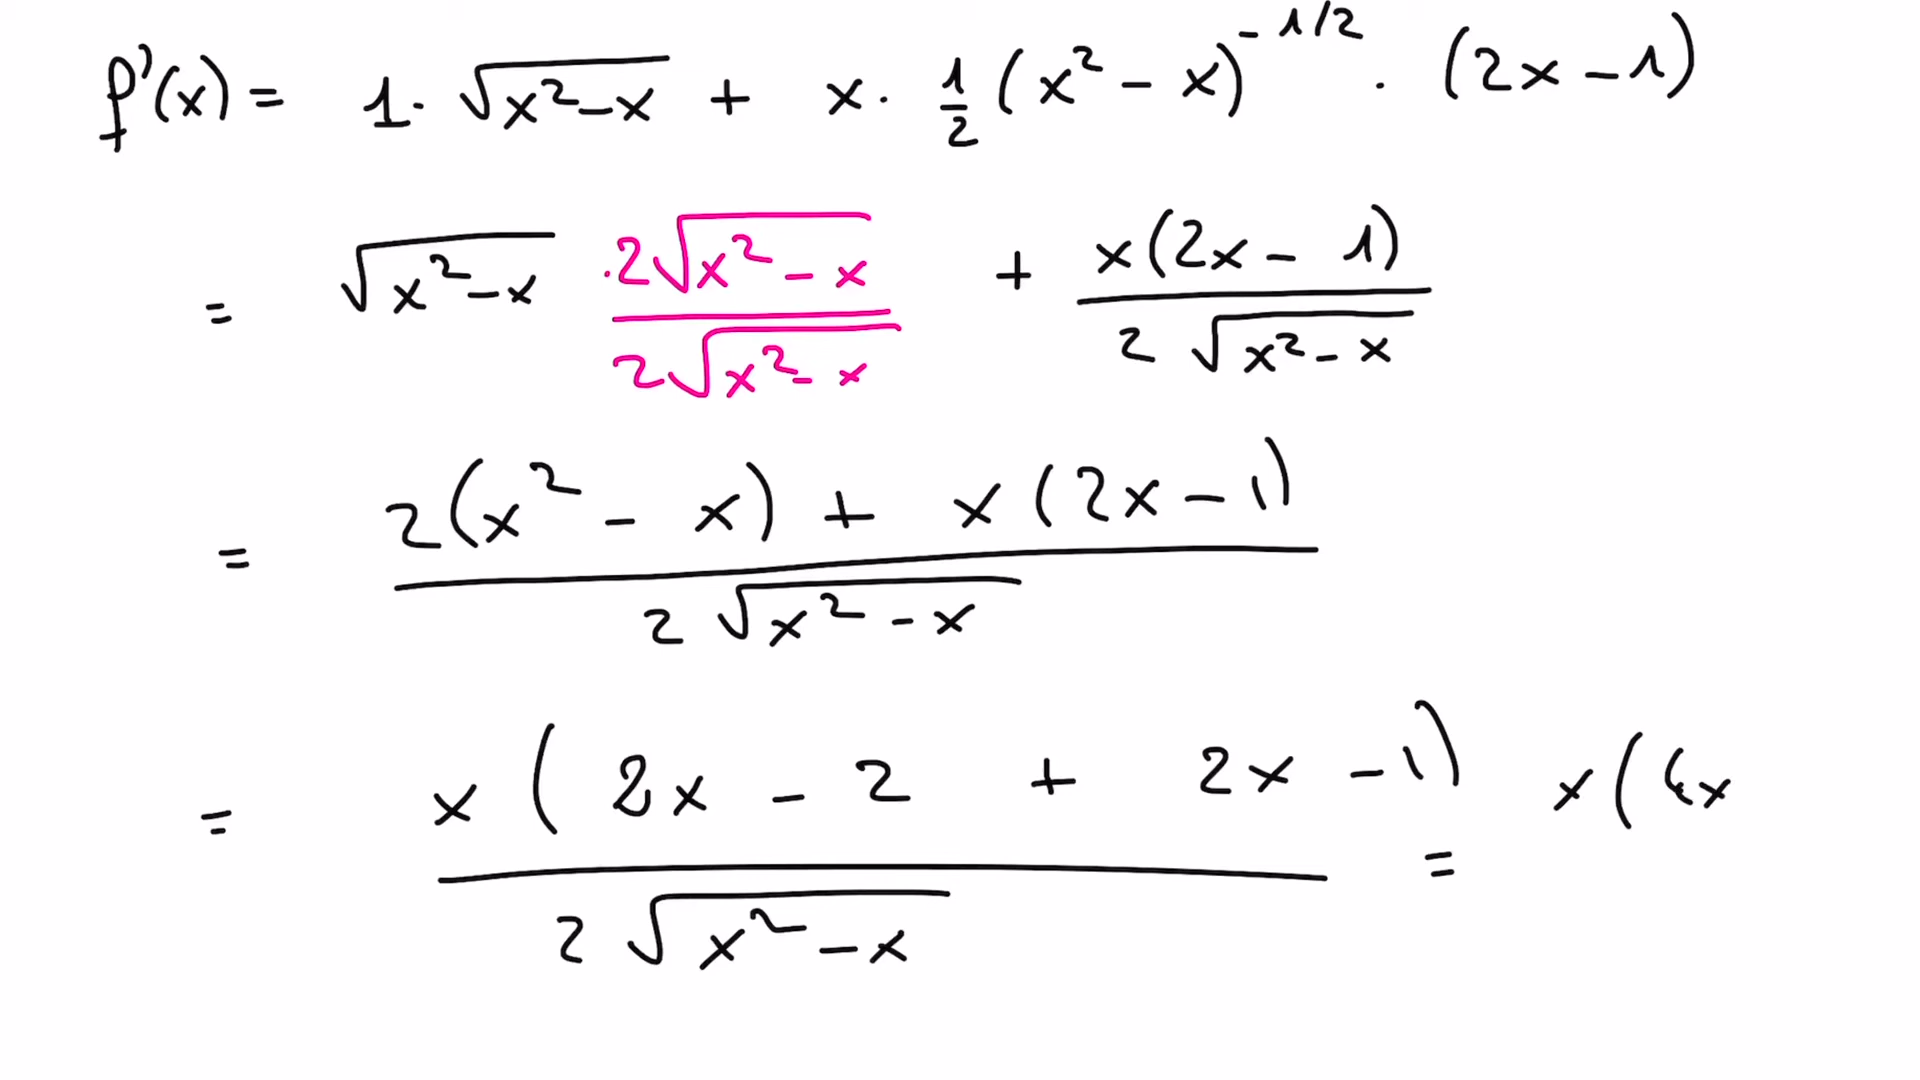 f'(x) = 1 · √(x² - x) + x · 1/2 (x² - x)^(-1/2) · (2x - 1)
= √(x² - x) · 2√(x² - x) / 2√(x² - x) + x(2x - 1) / 2√(x² - x)
= 2(x² - x) + x(2x - 1) / 2√(x² - x)
= x(2x - 2 + 2x - 1) / 2√(x² - x) = x(4x